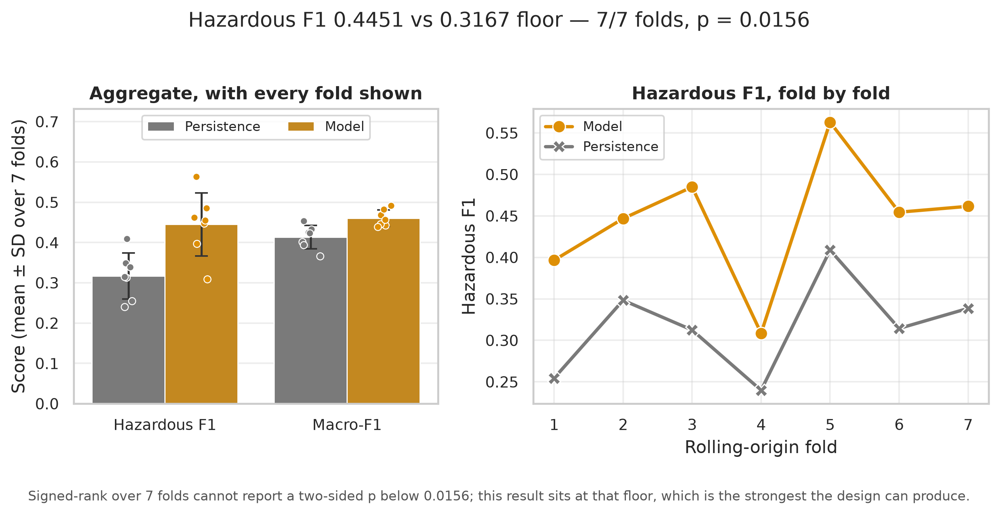 Hazardous F1 0.4451 vs 0.3167 floor — 7/7 folds, p = 0.0156
Aggregate, with every fold shown
Score (mean ± SD over 7 folds)
0.7
0.6
0.5
0.4
0.3
0.2
0.1
0.0
Persistence
Model
Hazardous F1
Macro-F1
Hazardous F1, fold by fold
Hazardous F1
0.55
0.50
0.45
0.40
0.35
0.30
0.25
Model
Persistence
1 2 3 4 5 6 7
Rolling-origin fold
Signed-rank over 7 folds cannot report a two-sided p below 0.0156; this result sits at that floor, which is the strongest the design can produce.